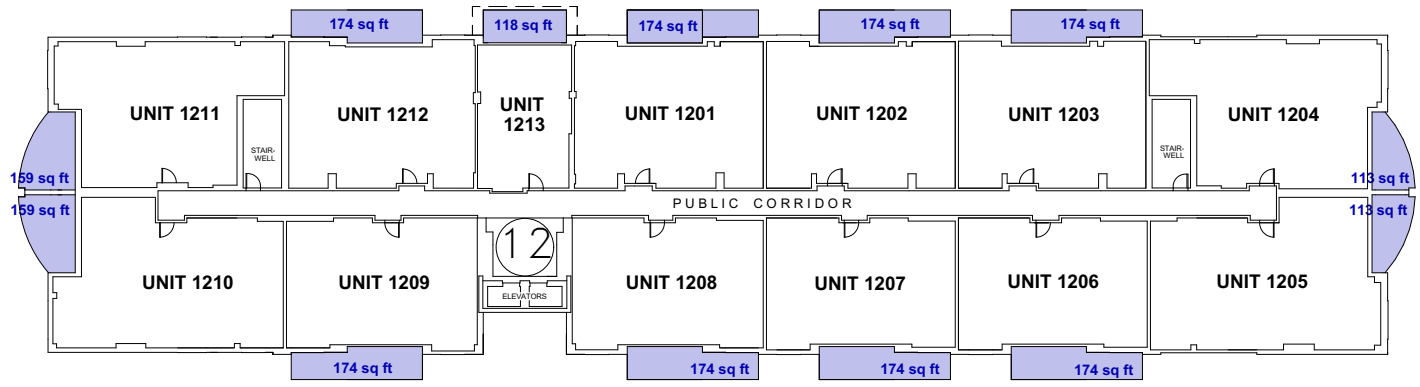 174 sq ft
118 sq ft
174 sq ft
174 sq ft
174 sq ft
UNIT 1211
UNIT 1212
UNIT
1213
UNIT 1201
UNIT 1202
UNIT 1203
UNIT 1204
STAIR-
WELL
STAIR-
WELL
159 sq ft
113 sq ft
PUBLIC CORRIDOR
159 sq ft
113 sq ft
12
UNIT 1210
UNIT 1209
ELEVATORS
UNIT 1208
UNIT 1207
UNIT 1206
UNIT 1205
174 sq ft
174 sq ft
174 sq ft
174 sq ft